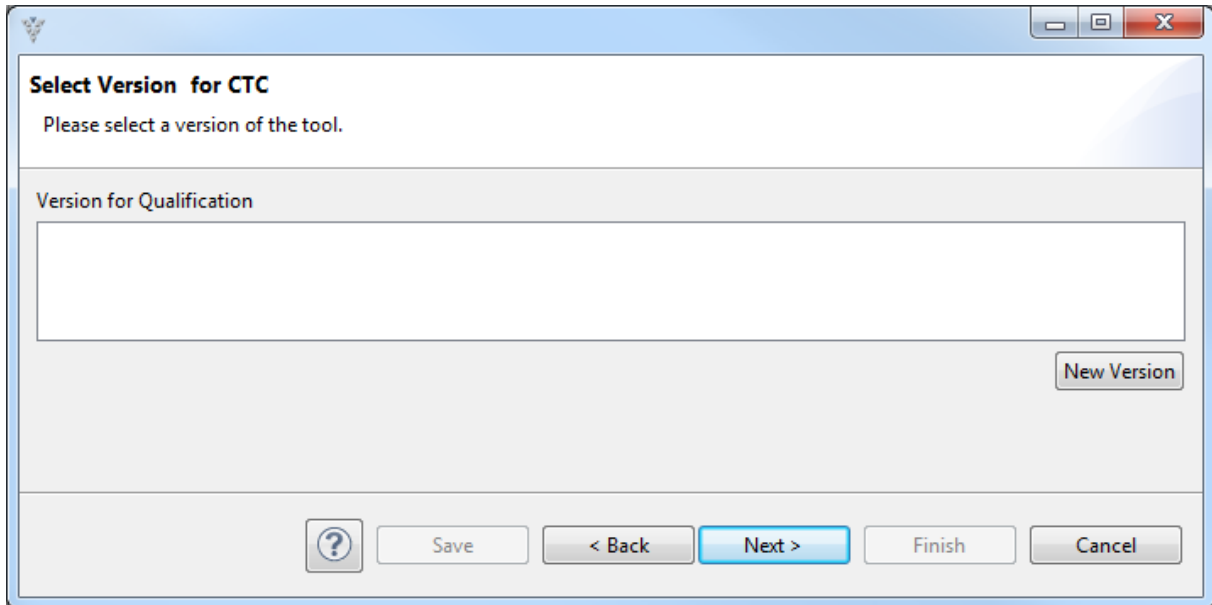 Select Version  for CTC
Please select a version of the tool.
Version for Qualification
New Version
? Save < Back Next > Finish Cancel